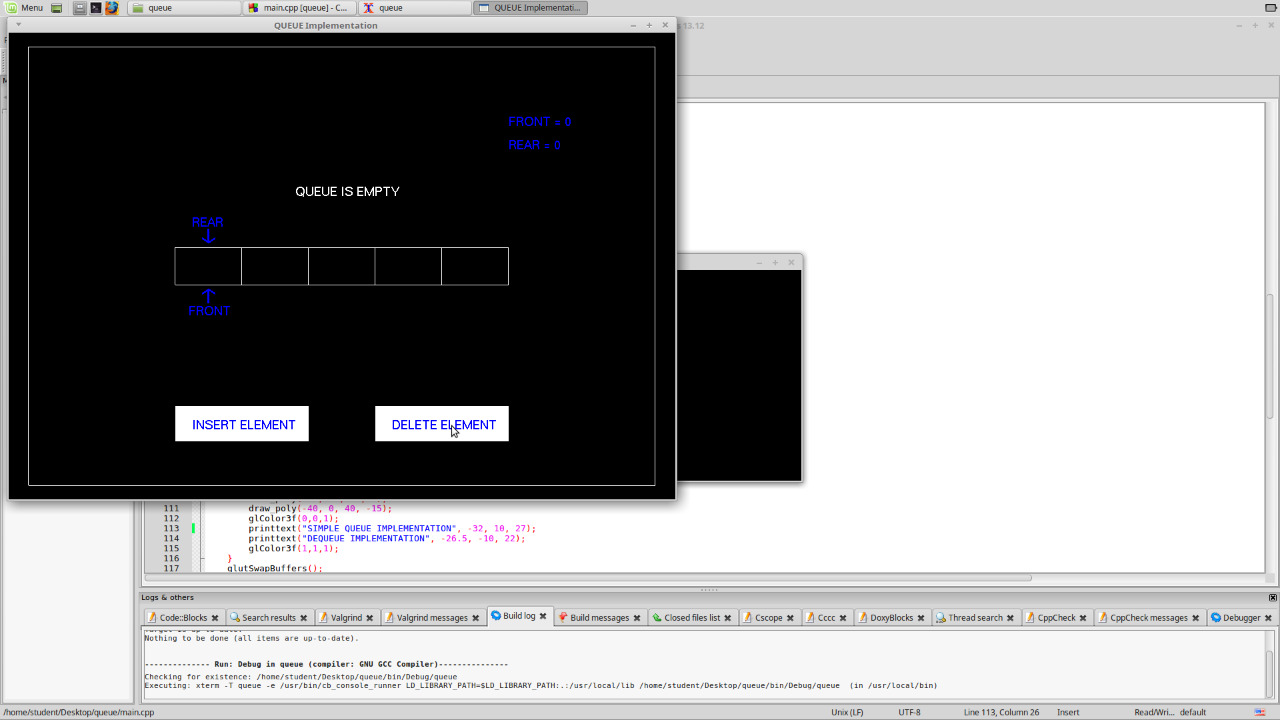 Menu
queue
main.cpp [queue] - C...
queue
QUEUE Implementati...
QUEUE Implementation
13.12
FRONT = 0
REAR = 0
QUEUE IS EMPTY
REAR
FRONT
INSERT ELEMENT
DELETE ELEMENT
111 draw_poly(-40, 0, 40, -15);
112 glColor3f(0,0,1);
113 printtext("SIMPLE QUEUE IMPLEMENTATION", -32, 10, 27);
114 printtext("DEQUEUE IMPLEMENTATION", -26.5, -10, 22);
115 glColor3f(1,1,1);
116 }
117 glutSwapBuffers();
Logs & others
Code::Blocks
Search results
Valgrind
Valgrind messages
Build log
Build messages
Closed files list
Cscope
Cccc
DoxyBlocks
Thread search
CppCheck
CppCheck messages
Debugger
Nothing to be done (all items are up-to-date).
-------------- Run: Debug in queue (compiler: GNU GCC Compiler)---------------
Checking for existence: /home/student/Desktop/queue/bin/Debug/queue
Executing: xterm -T queue -e /usr/bin/cb_console_runner LD_LIBRARY_PATH=$LD_LIBRARY_PATH:.:/usr/local/lib /home/student/Desktop/queue/bin/Debug/queue (in /usr/local/bin)
/home/student/Desktop/queue/main.cpp
Unix (LF)
UTF-8
Line 113, Column 26
Insert
Read/Wri...
default